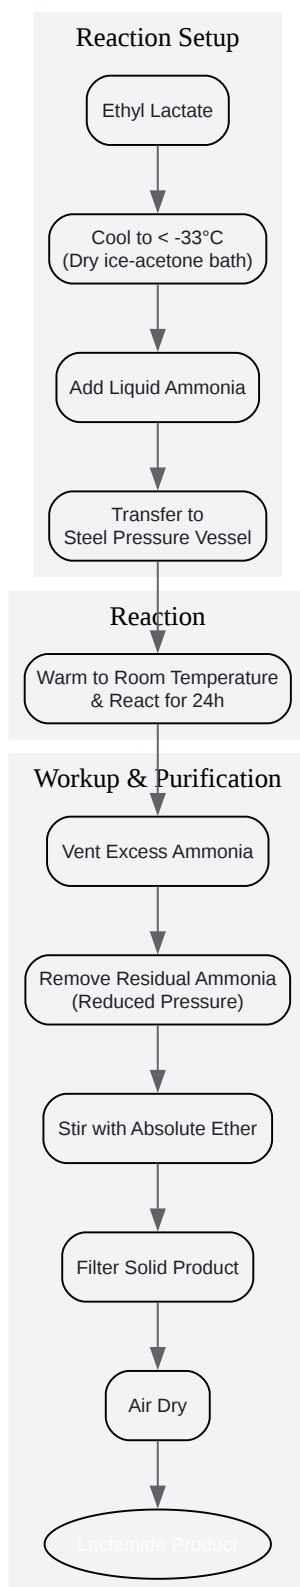 Reaction Setup
Ethyl Lactate
Cool to < -33°C
(Dry ice-acetone bath)
Add Liquid Ammonia
Transfer to
Steel Pressure Vessel
Reaction
Warm to Room Temperature
& React for 24h
Workup & Purification
Vent Excess Ammonia
Remove Residual Ammonia
(Reduced Pressure)
Stir with Absolute Ether
Filter Solid Product
Air Dry
Lactamide Product